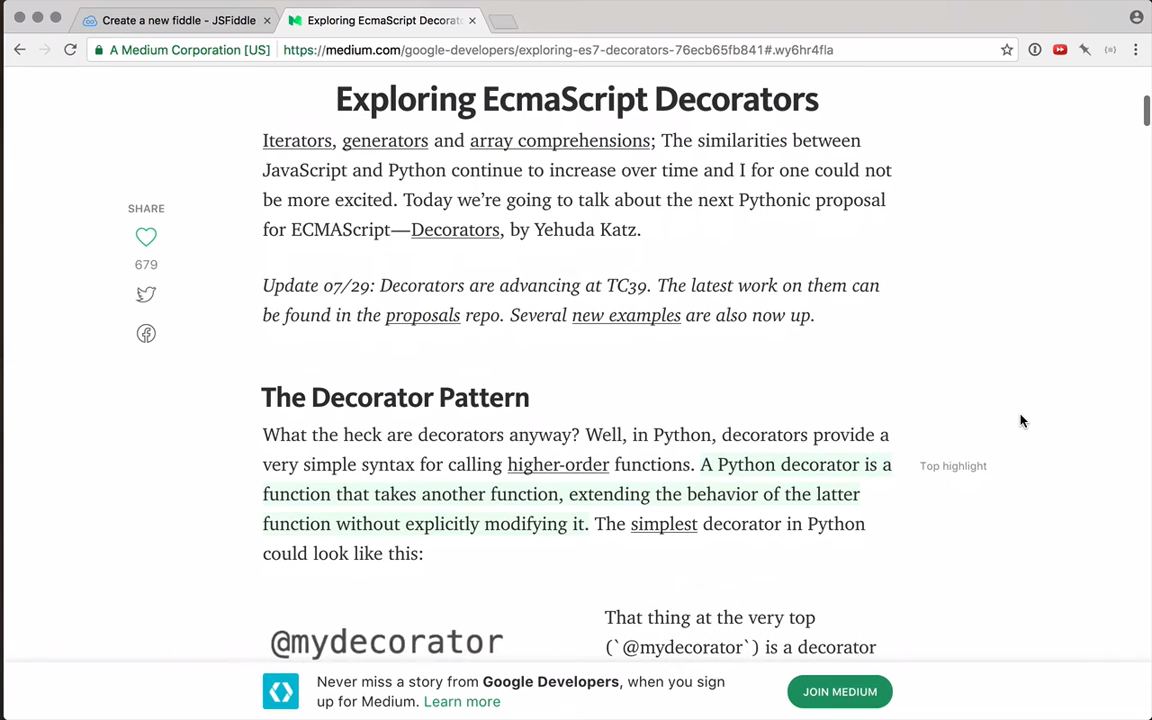 Create a new fiddle - JSFiddle
Exploring EcmaScript Decorato
A Medium Corporation [US]
https://medium.com/google-developers/exploring-es7-decorators-76ecb65fb841#.wy6hr4fla
Exploring EcmaScript Decorators
Iterators, generators and array comprehensions; The similarities between
JavaScript and Python continue to increase over time and I for one could not
be more excited. Today we’re going to talk about the next Pythonic proposal
for ECMAScript—Decorators, by Yehuda Katz.
SHARE
679
Update 07/29: Decorators are advancing at TC39. The latest work on them can
be found in the proposals repo. Several new examples are also now up.
The Decorator Pattern
What the heck are decorators anyway? Well, in Python, decorators provide a
very simple syntax for calling higher-order functions. A Python decorator is a
function that takes another function, extending the behavior of the latter
function without explicitly modifying it. The simplest decorator in Python
could look like this:
Top highlight
@mydecorator
That thing at the very top
(`@mydecorator`) is a decorator
Never miss a story from Google Developers, when you sign
up for Medium. Learn more
JOIN MEDIUM